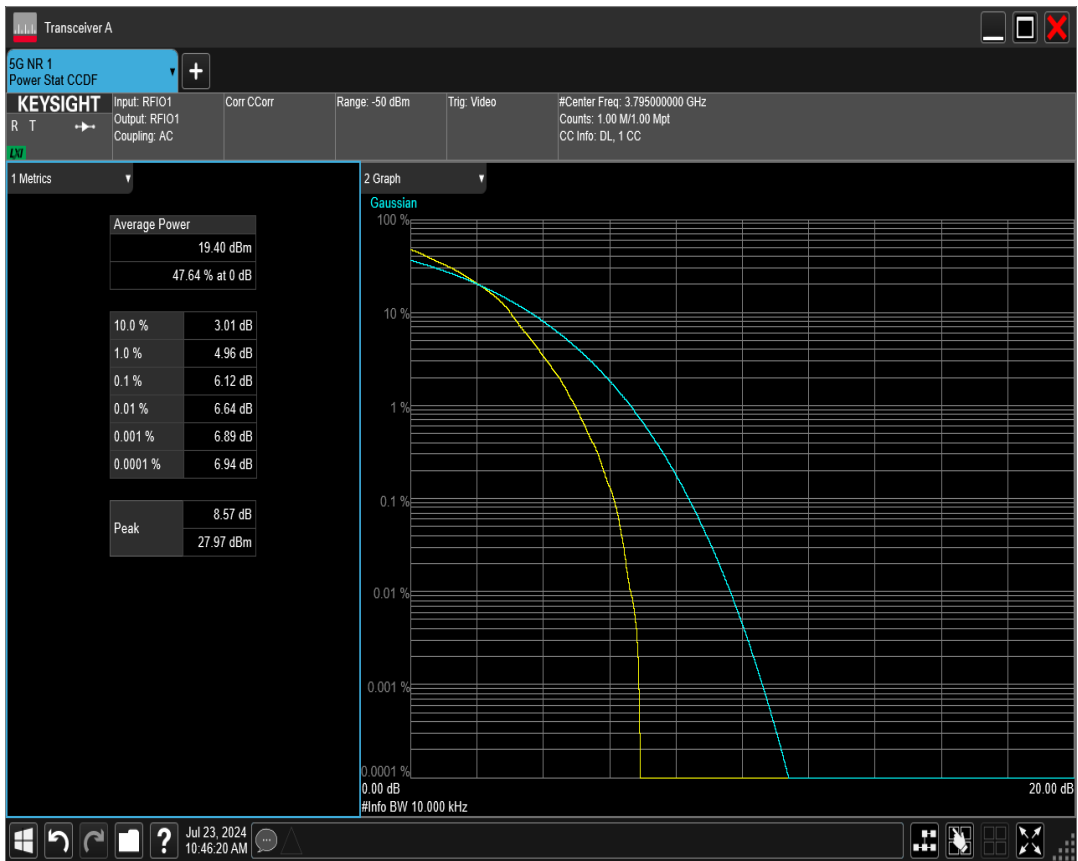 Transceiver A
5G NR 1
Power Stat CCDF
+
KEYSIGHT
R T
LXI
Input: RFIO1
Output: RFIO1
Coupling: AC
Corr CCorr
Range: -50 dBm
Trig: Video
#Center Freq: 3.795000000 GHz
Counts: 1.00 M/1.00 Mpt
CC Info: DL, 1 CC
1 Metrics
Average Power
19.40 dBm
47.64 % at 0 dB
10.0 % 3.01 dB
1.0 % 4.96 dB
0.1 % 6.12 dB
0.01 % 6.64 dB
0.001 % 6.89 dB
0.0001 % 6.94 dB
Peak
8.57 dB
27.97 dBm
2 Graph
Gaussian
100 %
10 %
1 %
0.1 %
0.01 %
0.001 %
0.0001 %
0.00 dB 20.00 dB
#Info BW 10.000 kHz
?
Jul 23, 2024
10:46:20 AM